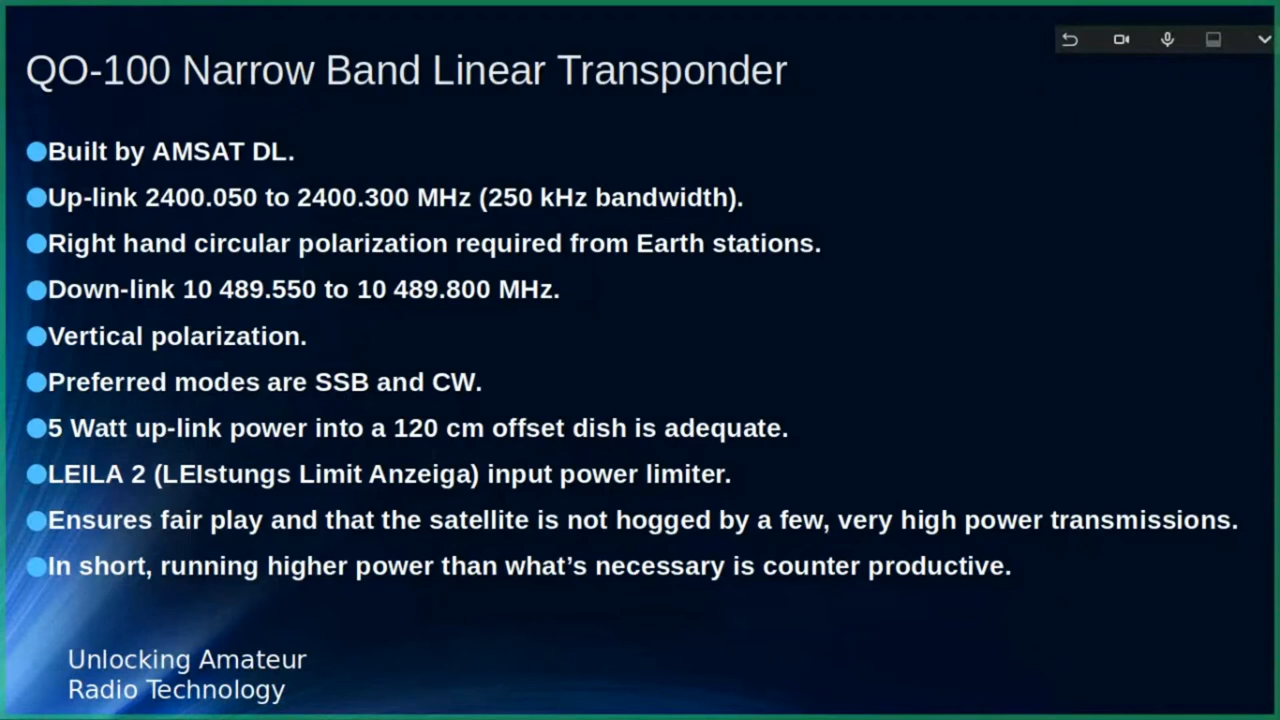 QO-100 Narrow Band Linear Transponder
Built by AMSAT DL.
Up-link 2400.050 to 2400.300 MHz (250 kHz bandwidth).
Right hand circular polarization required from Earth stations.
Down-link 10 489.550 to 10 489.800 MHz.
Vertical polarization.
Preferred modes are SSB and CW.
5 Watt up-link power into a 120 cm offset dish is adequate.
LEILA 2 (LEIstungs Limit Anzeiga) input power limiter.
Ensures fair play and that the satellite is not hogged by a few, very high power transmissions.
In short, running higher power than what’s necessary is counter productive.
Unlocking Amateur
Radio Technology